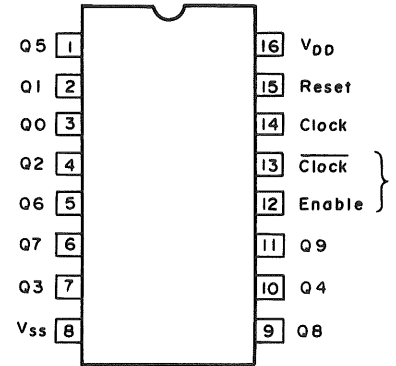 Q5 1 16 VDD
Q1 2 15 Reset
Q0 3 14 Clock
Q2 4 13 C̅l̅o̅c̅k̅
Q6 5 12 Enable
Q7 6 11 Q9
Q3 7 10 Q4
VSS 8 9 Q8